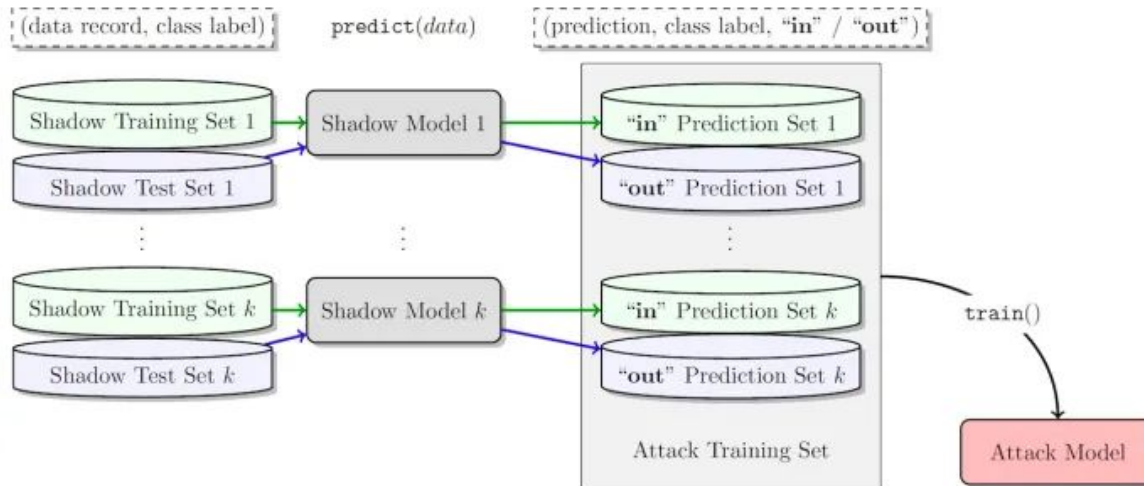 (data record, class label)
predict(data)
(prediction, class label, “in” / “out”)
Shadow Training Set 1
Shadow Model 1
“in” Prediction Set 1
Shadow Test Set 1
“out” Prediction Set 1
⋮ ⋮ ⋮
Shadow Training Set k
Shadow Model k
“in” Prediction Set k
Shadow Test Set k
“out” Prediction Set k
train()
Attack Training Set
Attack Model